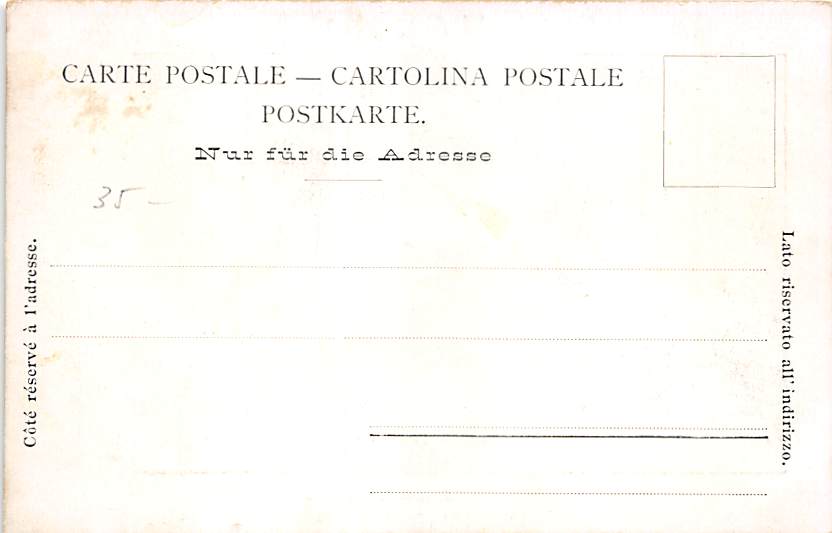 CARTE POSTALE — CARTOLINA POSTALE
POSTKARTE.
Nur für die Adresse
35 —
Côté réservé à l'adresse.
Lato riservato all' indirizzo.